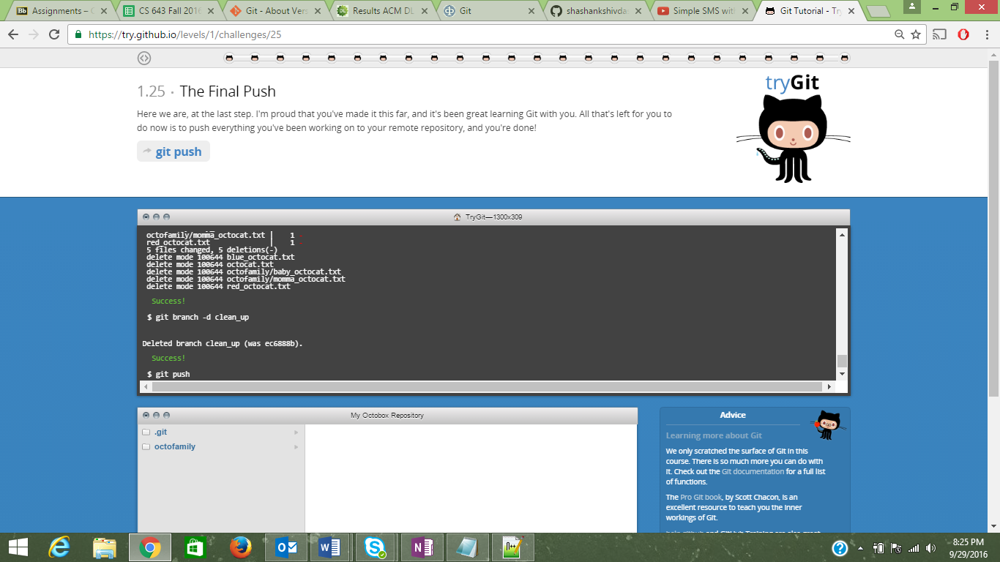 Assignments – C
CS 643 Fall 2016
Git - About Vers
Results ACM DL
Git
shashankshivda
Simple SMS with
Git Tutorial - Try
https://try.github.io/levels/1/challenges/25
tryGit
1.25 · The Final Push
Here we are, at the last step. I'm proud that you've made it this far, and it's been great learning Git with you. All that's left for you to
do now is to push everything you've been working on to your remote repository, and you're done!
git push
TryGit—1300x309
octofamily/momma_octocat.txt | 1 -
red_octocat.txt | 1 -
5 files changed, 5 deletions(-)
delete mode 100644 blue_octocat.txt
delete mode 100644 octocat.txt
delete mode 100644 octofamily/baby_octocat.txt
delete mode 100644 octofamily/momma_octocat.txt
delete mode 100644 red_octocat.txt
Success!
$ git branch -d clean_up
Deleted branch clean_up (was ec6888b).
Success!
$ git push
My Octobox Repository
.git
octofamily
Advice
Learning more about Git
We only scratched the surface of Git in this
course. There is so much more you can do with
it. Check out the Git documentation for a full list
of functions.
The Pro Git book, by Scott Chacon, is an
excellent resource to teach you the inner
workings of Git.
help.github and GitHub Training are also great
8:25 PM
9/29/2016